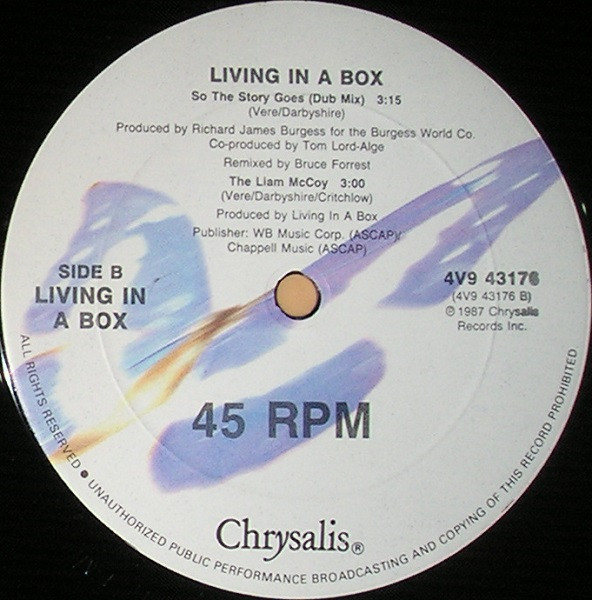 LIVING IN A BOX
So The Story Goes (Dub Mix) 3:15
(Vere/Darbyshire)
Produced by Richard James Burgess for the Burgess World Co.
Co-produced by Tom Lord-Alge
Remixed by Bruce Forrest
The Liam McCoy 3:00
(Vere/Darbyshire/Critchlow)
Produced by Living In A Box
Publisher: WB Music Corp. (ASCAP)/
Chappell Music (ASCAP)
SIDE B
LIVING IN
A BOX
4V9 43176
(4V9 43176 B)
℗ 1987 Chrysalis
Records Inc.
45 RPM
Chrysalis®
ALL RIGHTS RESERVED ● UNAUTHORIZED PUBLIC PERFORMANCE BROADCASTING AND COPYING OF THIS RECORD PROHIBITED